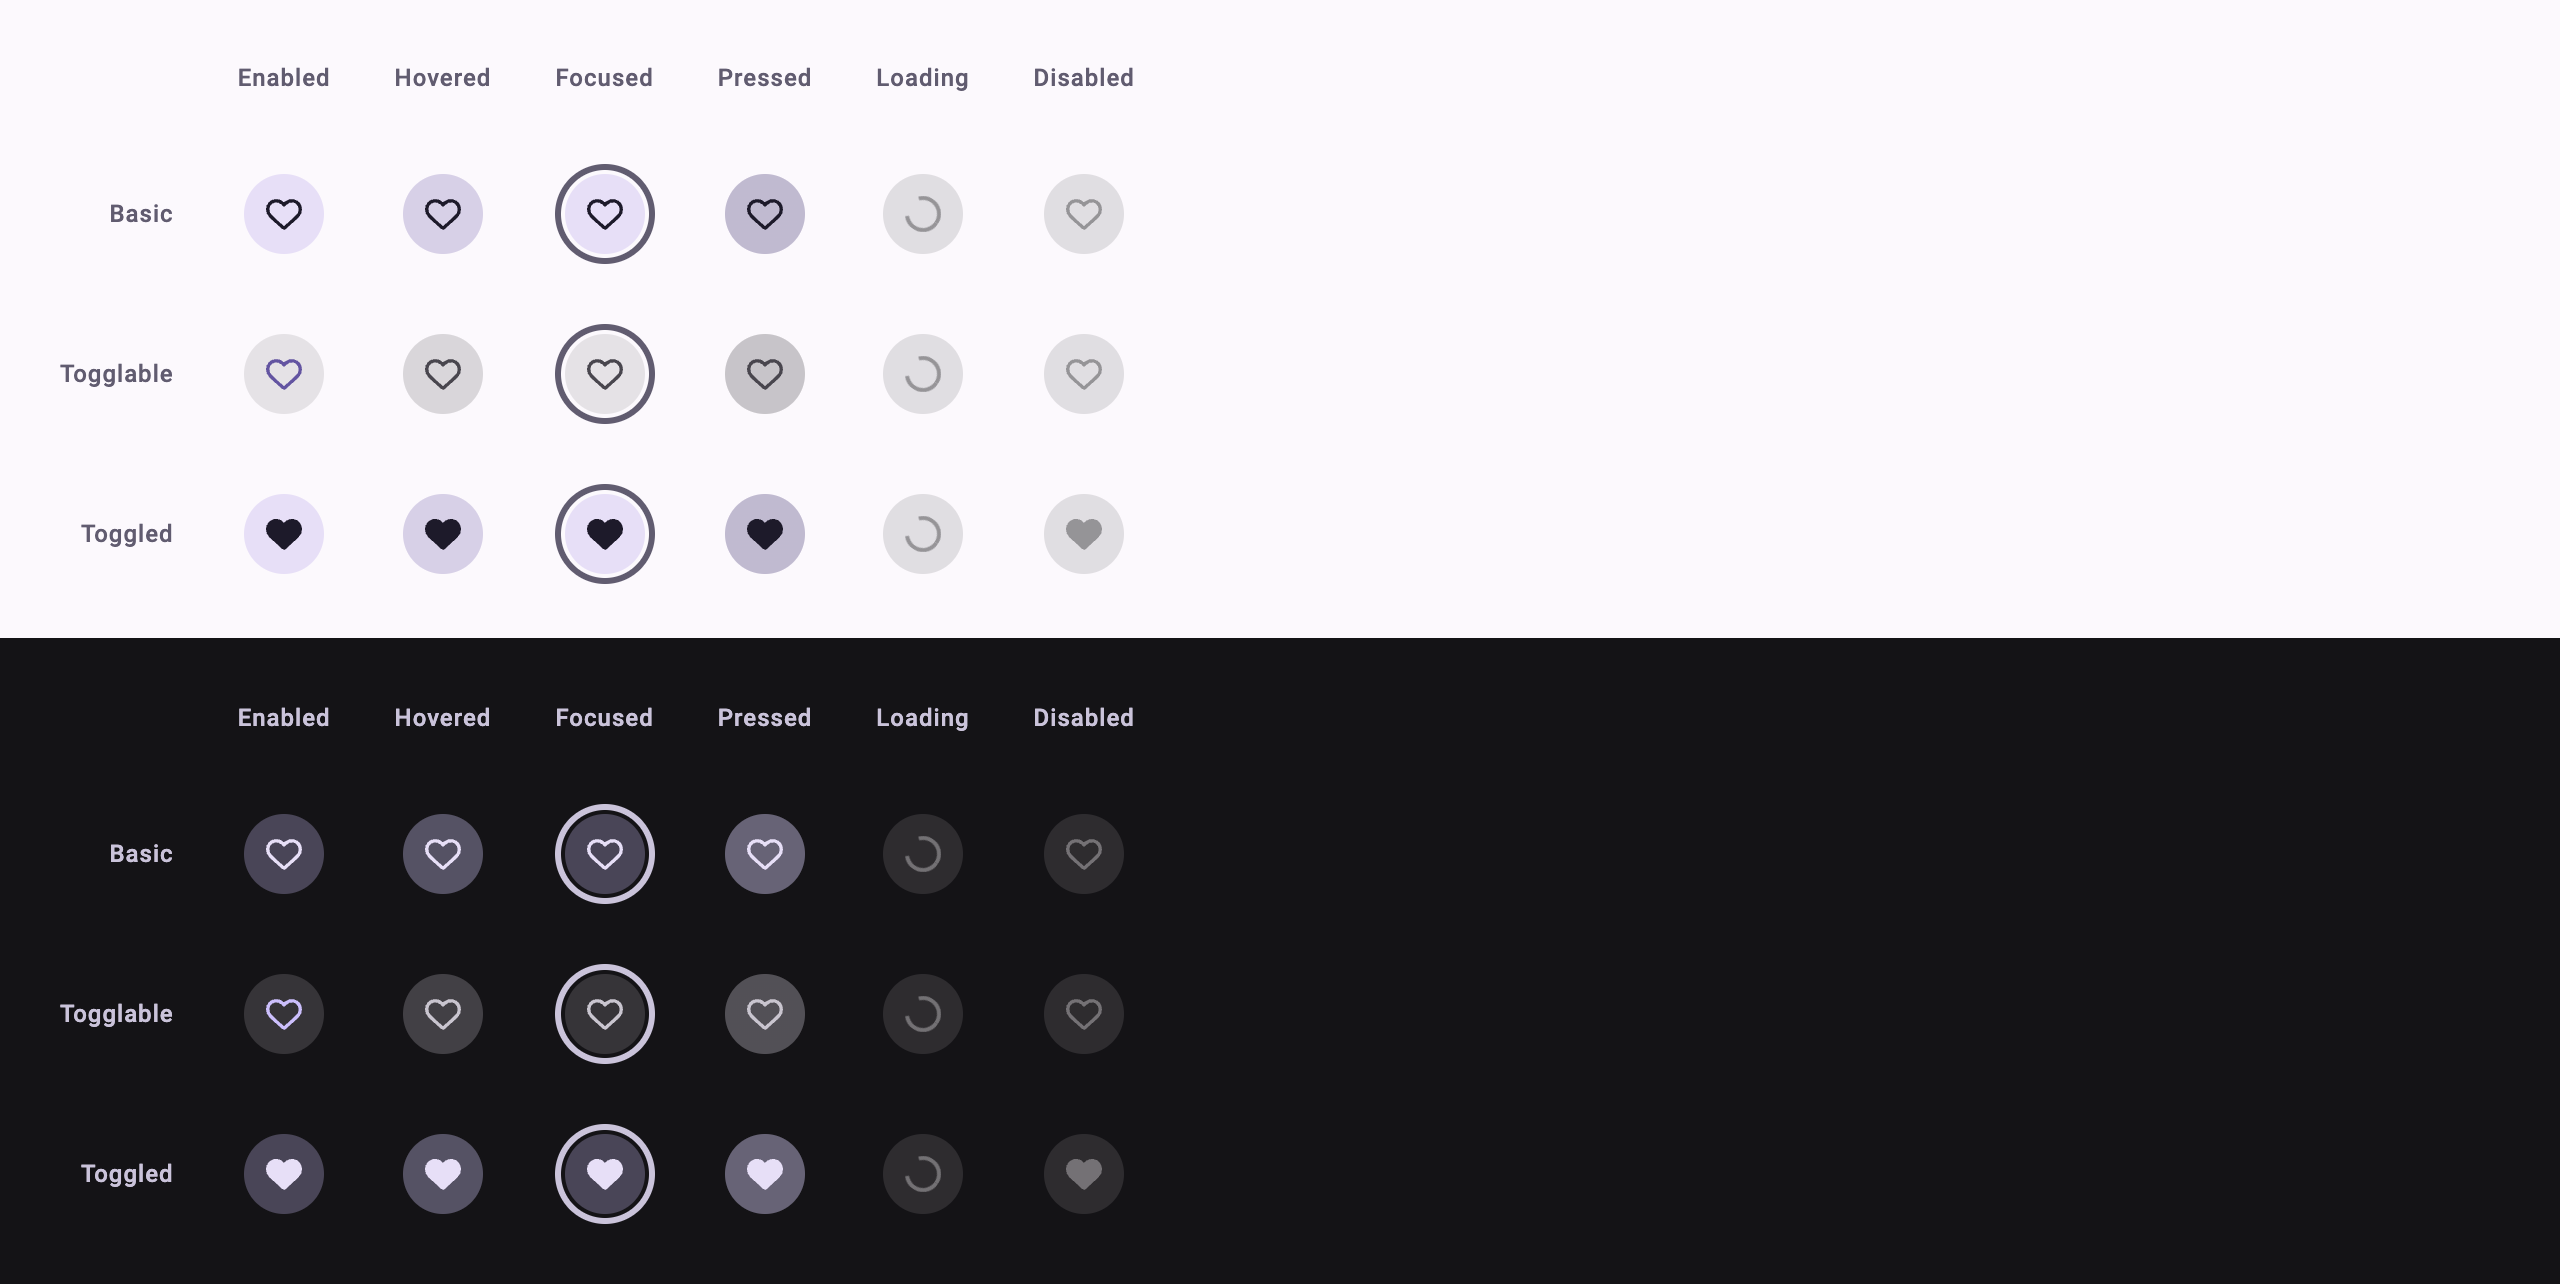 Enabled Hovered Focused Pressed Loading Disabled
Basic
Togglable
Toggled
Enabled Hovered Focused Pressed Loading Disabled
Basic
Togglable
Toggled